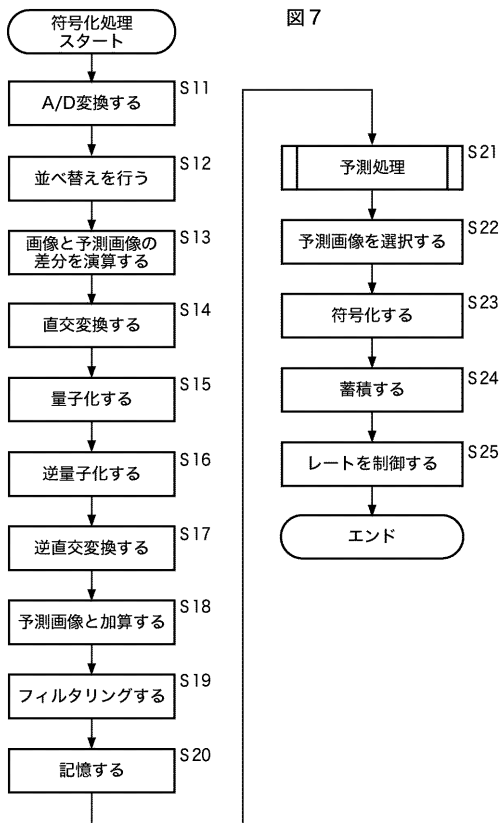 図7
符号化処理
スタート
A/D変換する
S11
並べ替えを行う
S12
画像と予測画像の
差分を演算する
S13
直交変換する
S14
量子化する
S15
逆量子化する
S16
逆直交変換する
S17
予測画像と加算する
S18
フィルタリングする
S19
記憶する
S20
予測処理
S21
予測画像を選択する
S22
符号化する
S23
蓄積する
S24
レートを制御する
S25
エンド